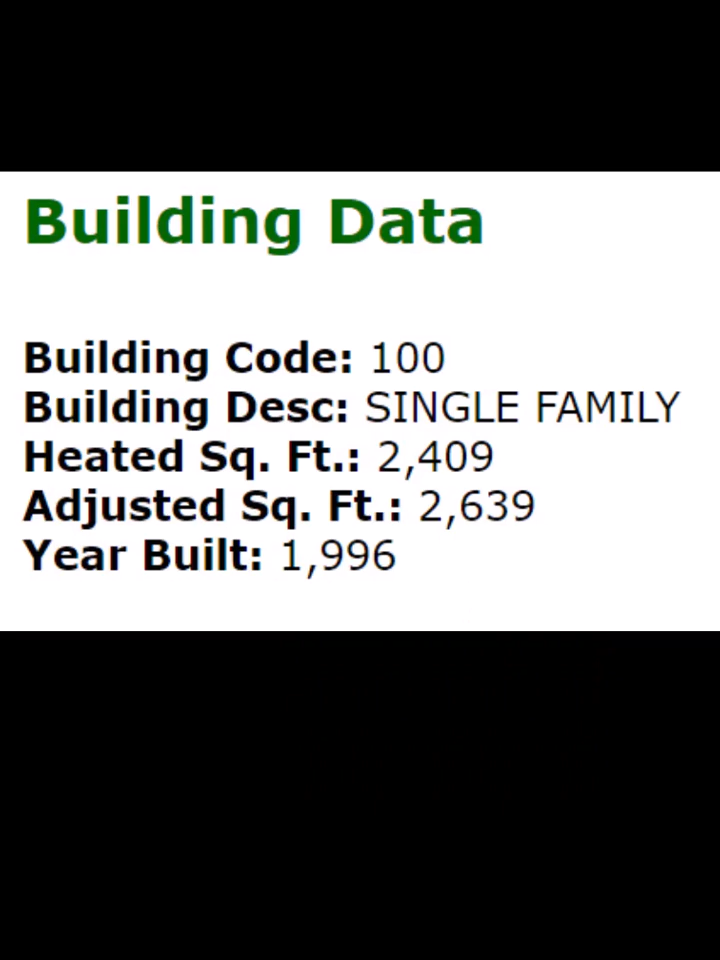 Building Data
Building Code: 100
Building Desc: SINGLE FAMILY
Heated Sq. Ft.: 2,409
Adjusted Sq. Ft.: 2,639
Year Built: 1,996